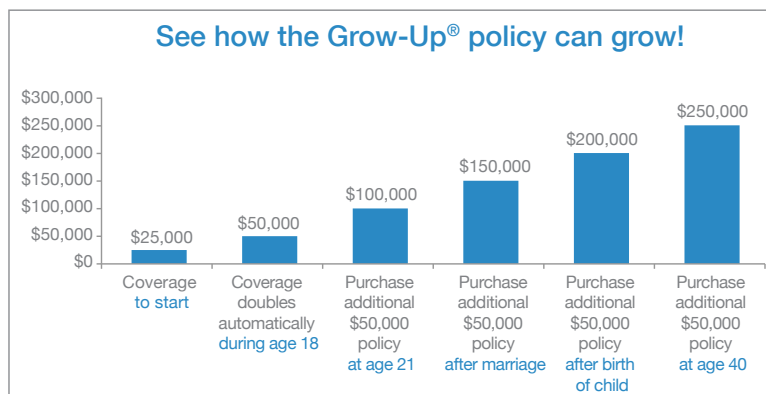 See how the Grow-Up® policy can grow!
$300,000
$250,000
$200,000
$150,000
$100,000
$50,000
$0
$25,000
$50,000
$100,000
$150,000
$200,000
$250,000
Coverage
to start
Coverage
doubles
automatically
during age 18
Purchase
additional
$50,000
policy
at age 21
Purchase
additional
$50,000
policy
after marriage
Purchase
additional
$50,000
policy
after birth
of child
Purchase
additional
$50,000
policy
at age 40